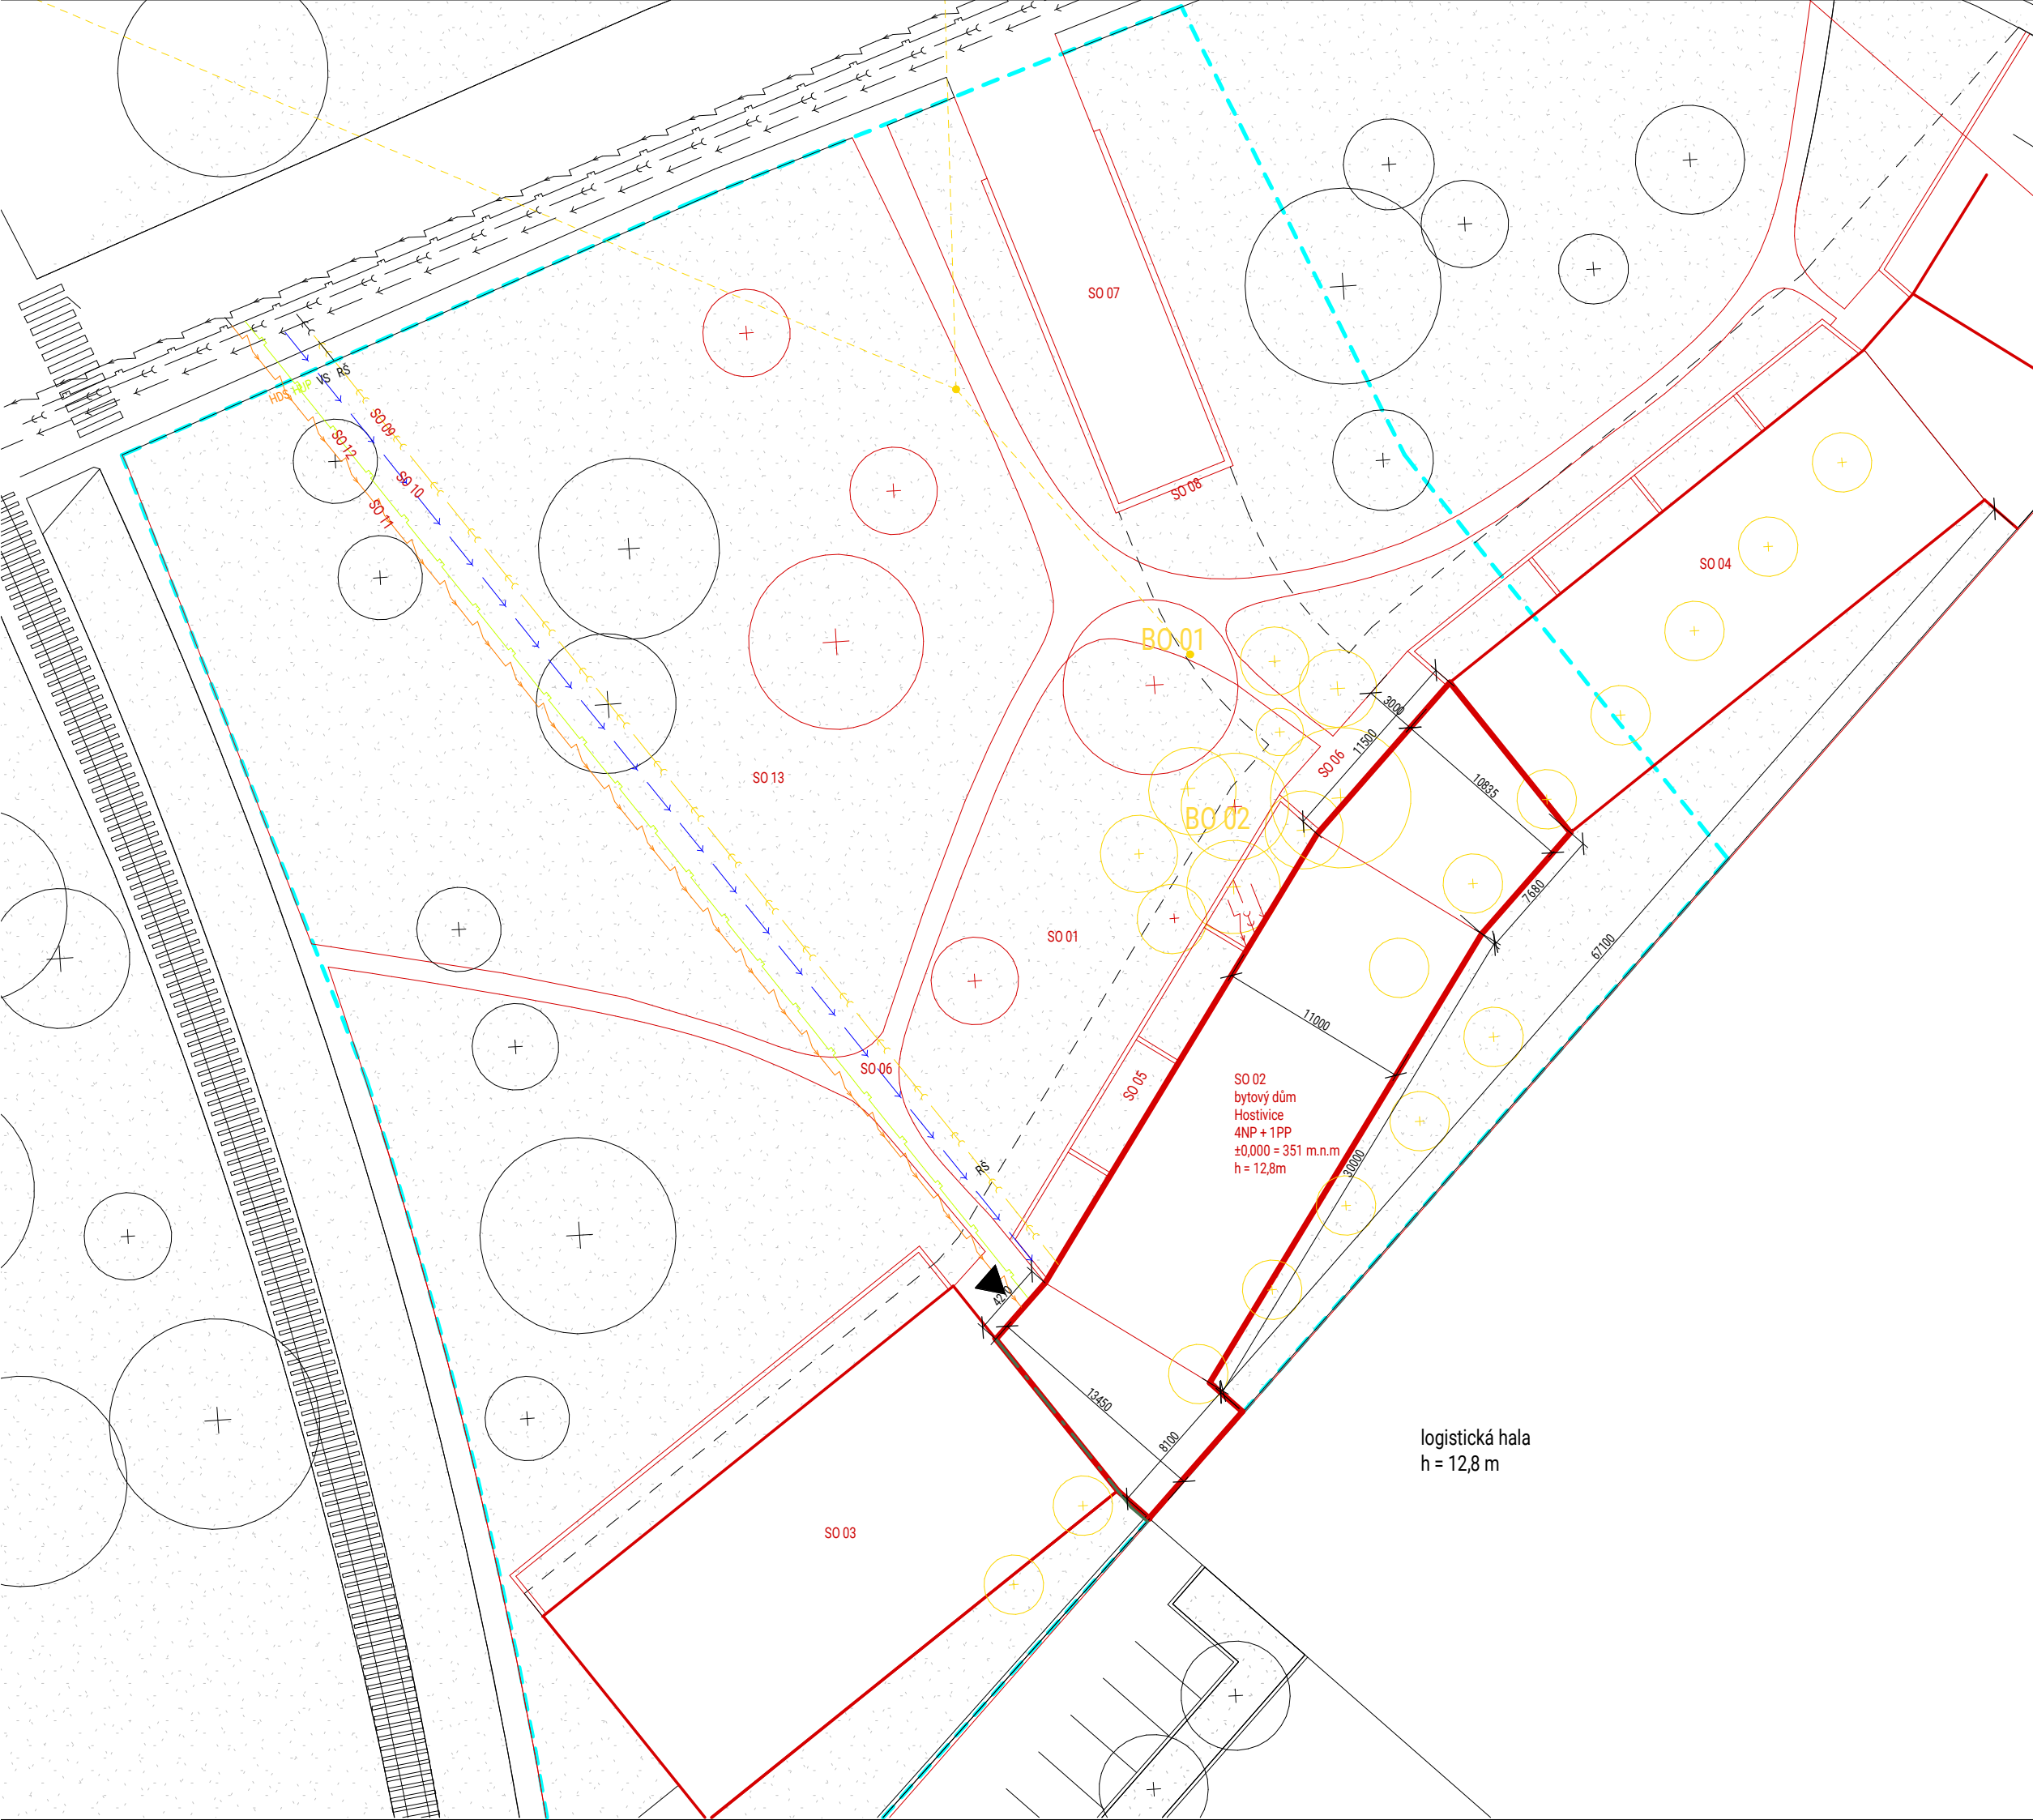 SO 07
HDS
HUP
VS
RŠ
SO 09
SO 12
SO 10
SO 11
SO 08
SO 04
BO 01
3000
11500
SO 06
10835
SO 13
BO 02
7680
SO 01
67100
11000
SO 06
SO 05
SO 02
bytový dům
Hostivice
4NP + 1PP
±0,000 = 351 m.n.m
h = 12,8m
RŠ
30000
13450
8100
logistická hala
h = 12,8 m
SO 03